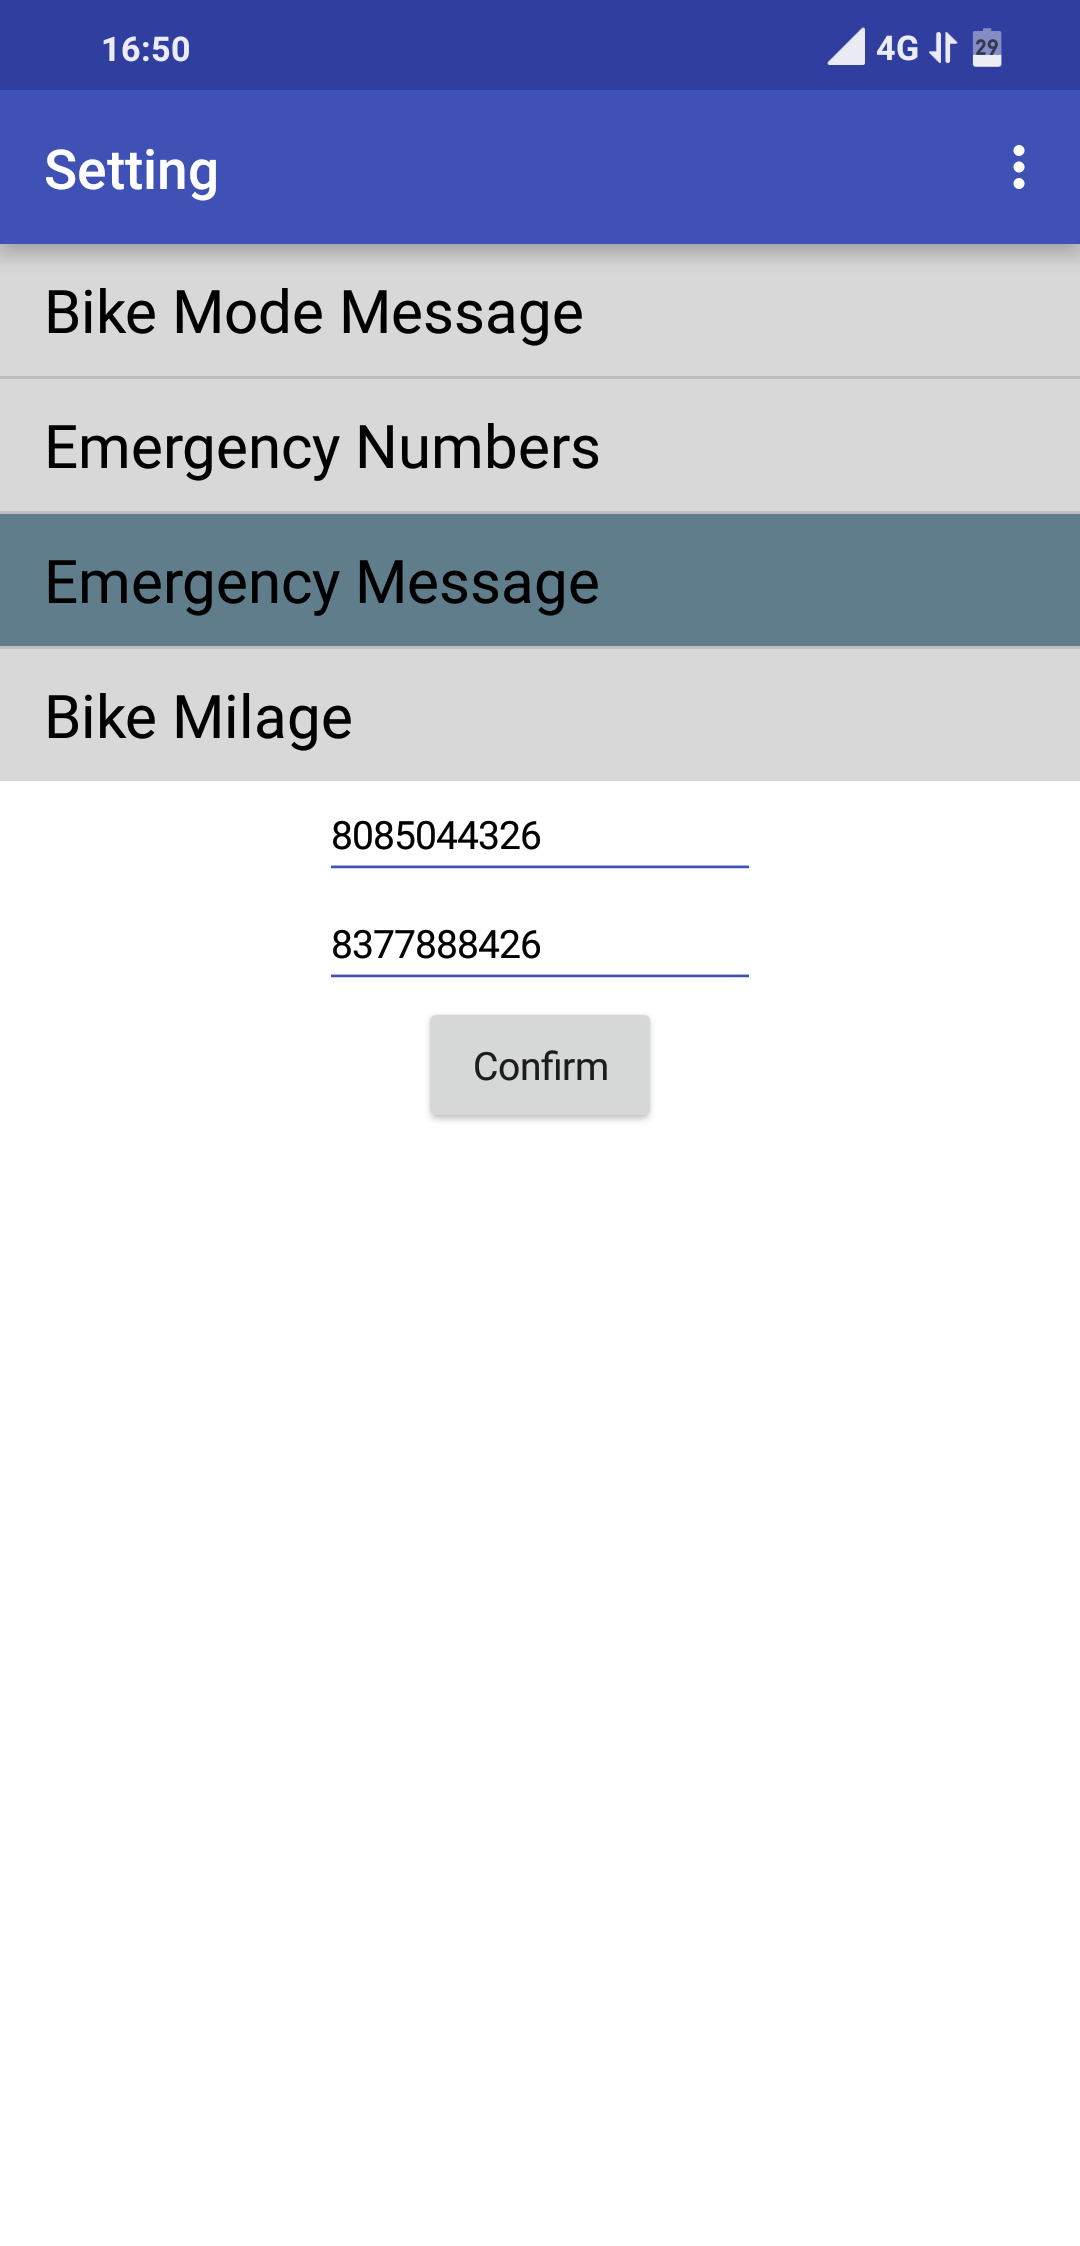 16:50 4G 29
Setting
Bike Mode Message
Emergency Numbers
Emergency Message
Bike Milage
8085044326
8377888426
Confirm